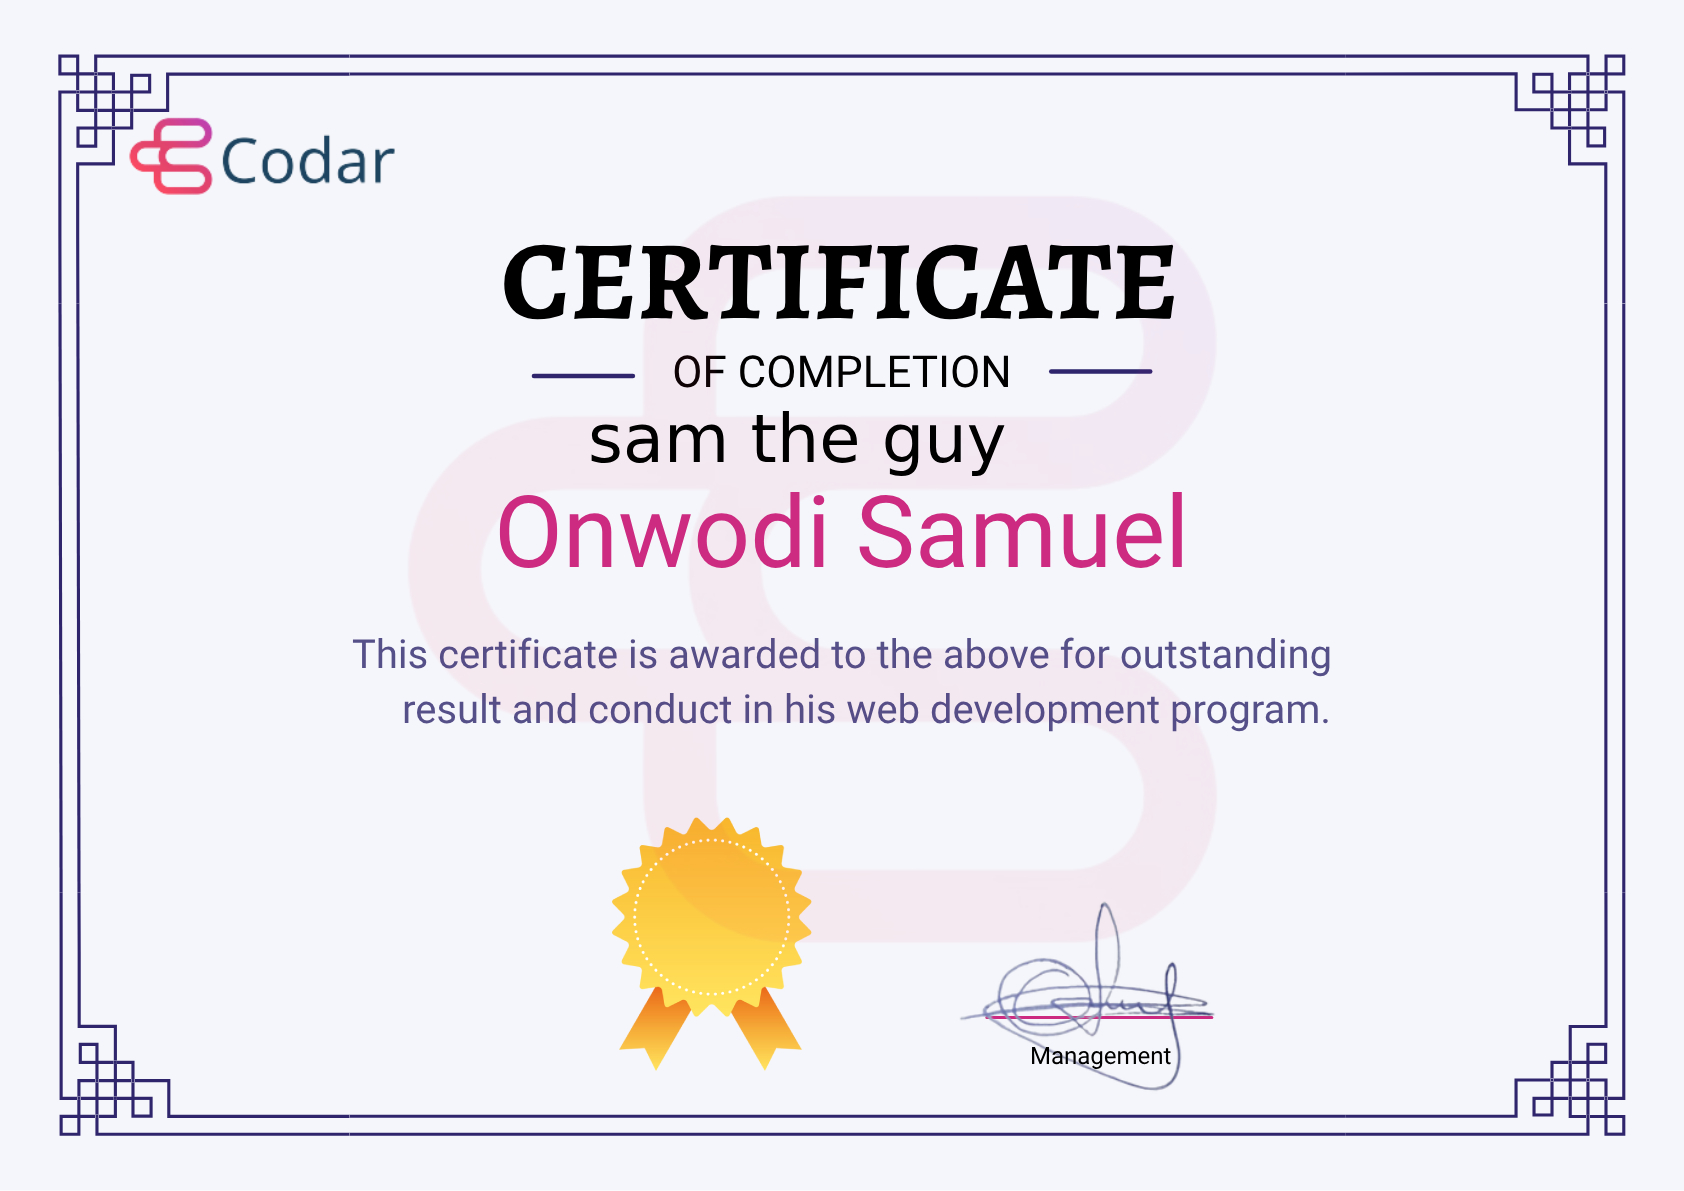 Codar
CERTIFICATE
OF COMPLETION
sam the guy
Onwodi Samuel
This certificate is awarded to the above for outstanding
result and conduct in his web development program.
Management